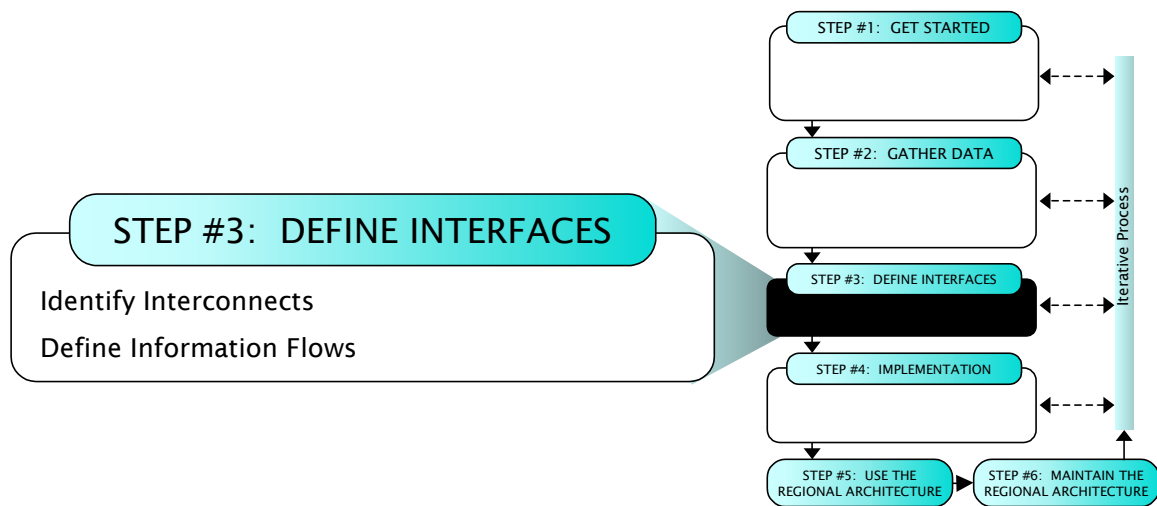 STEP #1: GET STARTED
STEP #2: GATHER DATA
STEP #3: DEFINE INTERFACES
Identify Interconnects
Define Information Flows
STEP #3: DEFINE INTERFACES
STEP #4: IMPLEMENTATION
STEP #5: USE THE
REGIONAL ARCHITECTURE
STEP #6: MAINTAIN THE
REGIONAL ARCHITECTURE
Iterative Process